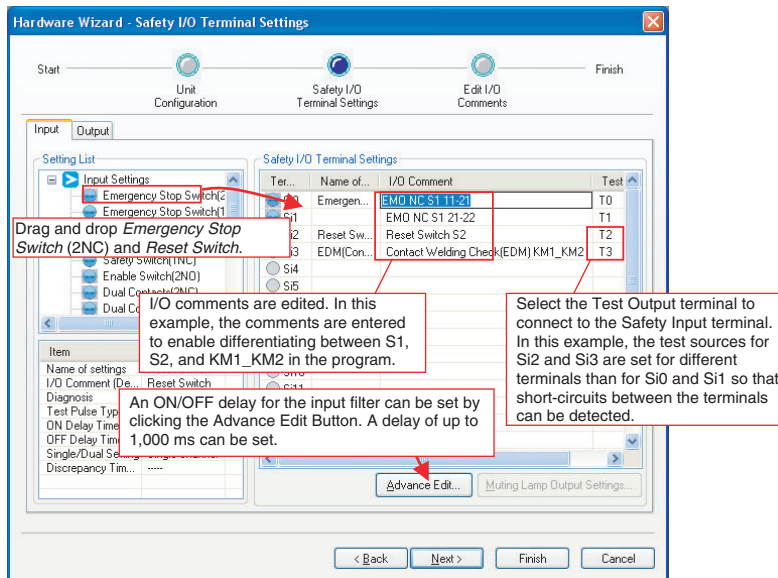 Hardware Wizard - Safety I/O Terminal Settings
Start
Unit
Configuration
Safety I/O
Terminal Settings
Edit I/O
Comments
Finish
Input
Output
Setting List
Input Settings
Emergency Stop Switch(2
Emergency Stop Switch(1
Drag and drop Emergency Stop
Switch (2NC) and Reset Switch.
Safety Switch(1NC)
Enable Switch(2NO)
Dual Contacts(2NC)
Dual Co
Safety I/O Terminal Settings
Ter... Name of... I/O Comment Test
Emergen... EMO NC S1 11-21 T0
Si1 EMO NC S1 21-22 T1
Si2 Reset Sw... Reset Switch S2 T2
Si3 EDM(Con... Contact Welding Check(EDM) KM1_KM2 T3
Si4
Si5
I/O comments are edited. In this
example, the comments are entered
to enable differentiating between S1,
S2, and KM1_KM2 in the program.
Select the Test Output terminal to
connect to the Safety Input terminal.
In this example, the test sources for
Si2 and Si3 are set for different
terminals than for Si0 and Si1 so that
short-circuits between the terminals
can be detected.
Item
Name of settings
I/O Comment (De... Reset Switch
Diagnosis
Test Pulse Typ
ON Delay Time
OFF Delay Tim
Single/Dual Setting Single Channel
Discrepancy Tim... -----
An ON/OFF delay for the input filter can be set by
clicking the Advance Edit Button. A delay of up to
1,000 ms can be set.
Advance Edit...
Muting Lamp Output Settings...
< Back
Next >
Finish
Cancel